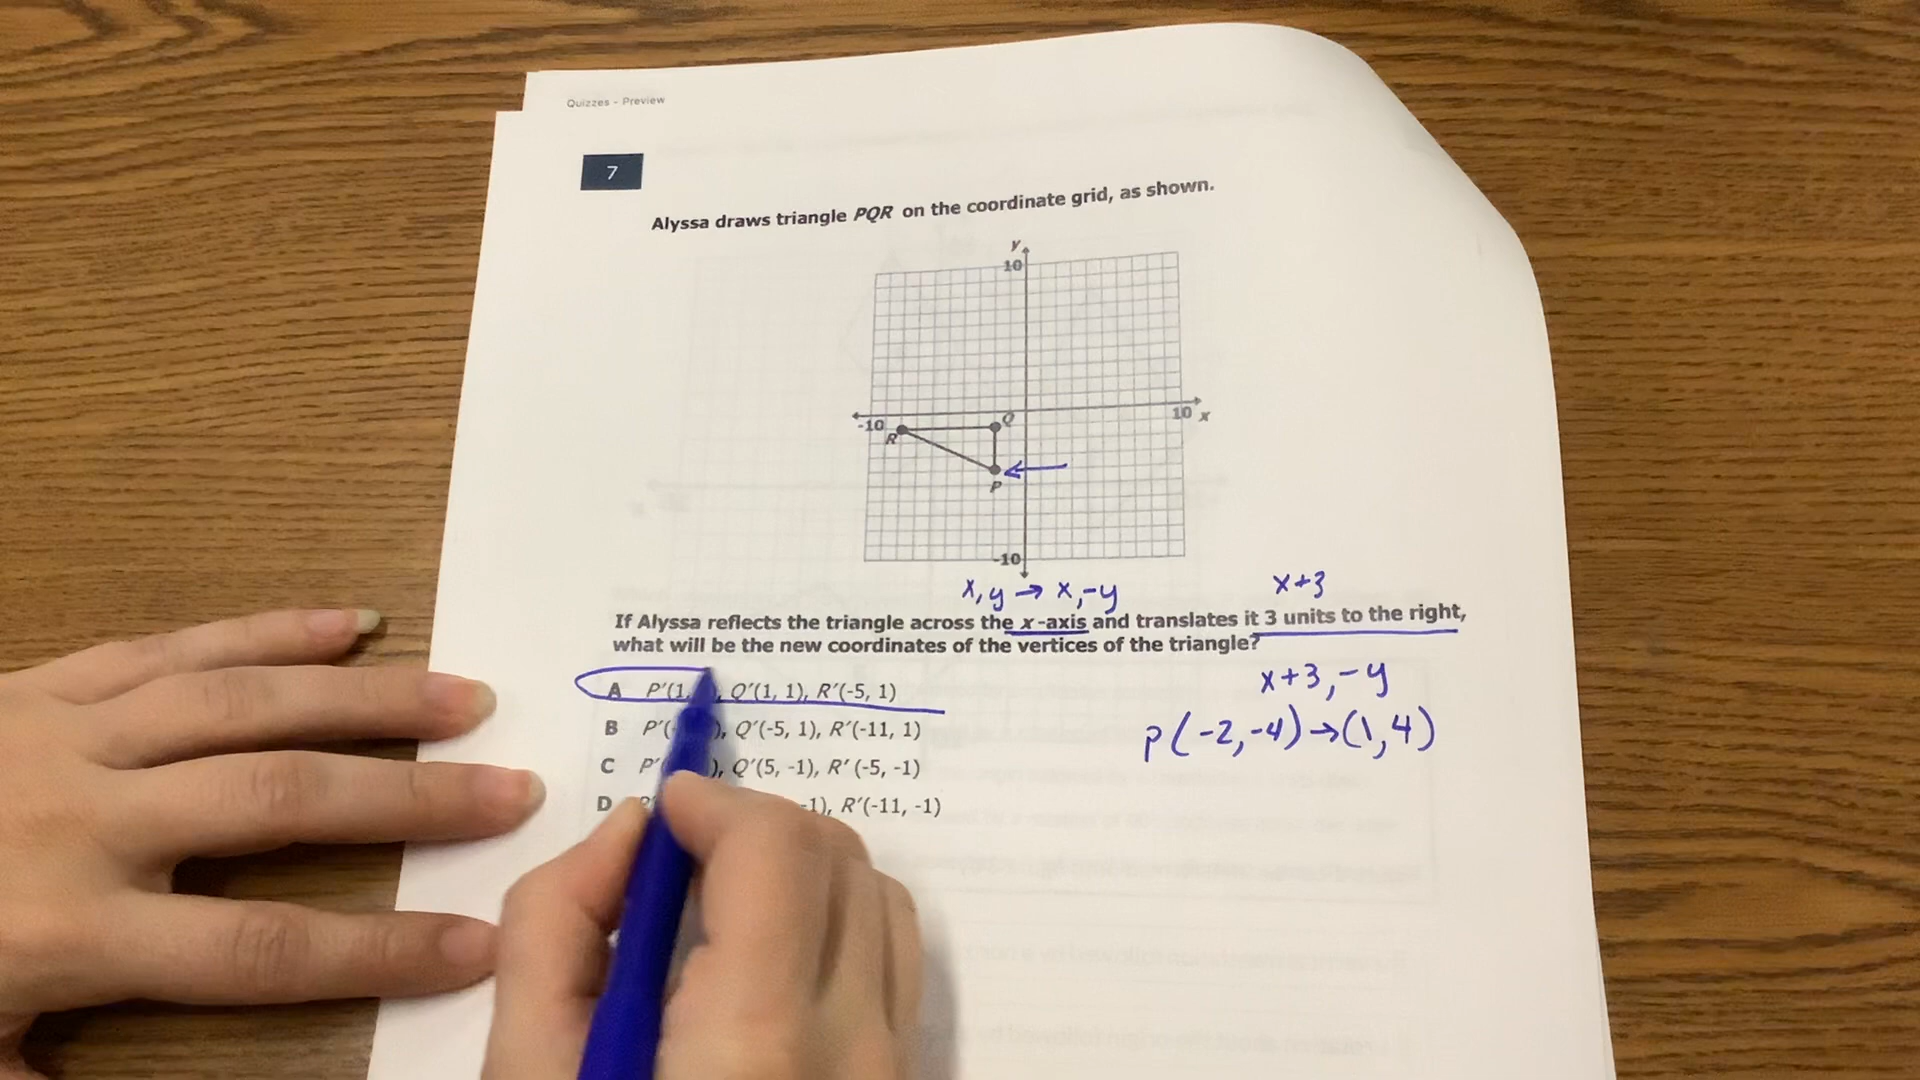 Quizzes - Preview
7
Alyssa draws triangle PQR on the coordinate grid, as shown.
y
10
-10
R
Q
10 x
P
-10
x,y → x,-y
x+3
If Alyssa reflects the triangle across the x-axis and translates it 3 units to the right,
what will be the new coordinates of the vertices of the triangle?
A P′(1, Q′(1, 1), R′(-5, 1)
x+3,-y
B P′( ), Q′(-5, 1), R′(-11, 1)
P(-2,-4)→(1,4)
C P′ ), Q′(5, -1), R′ (-5, -1)
D -1), R′(-11, -1)